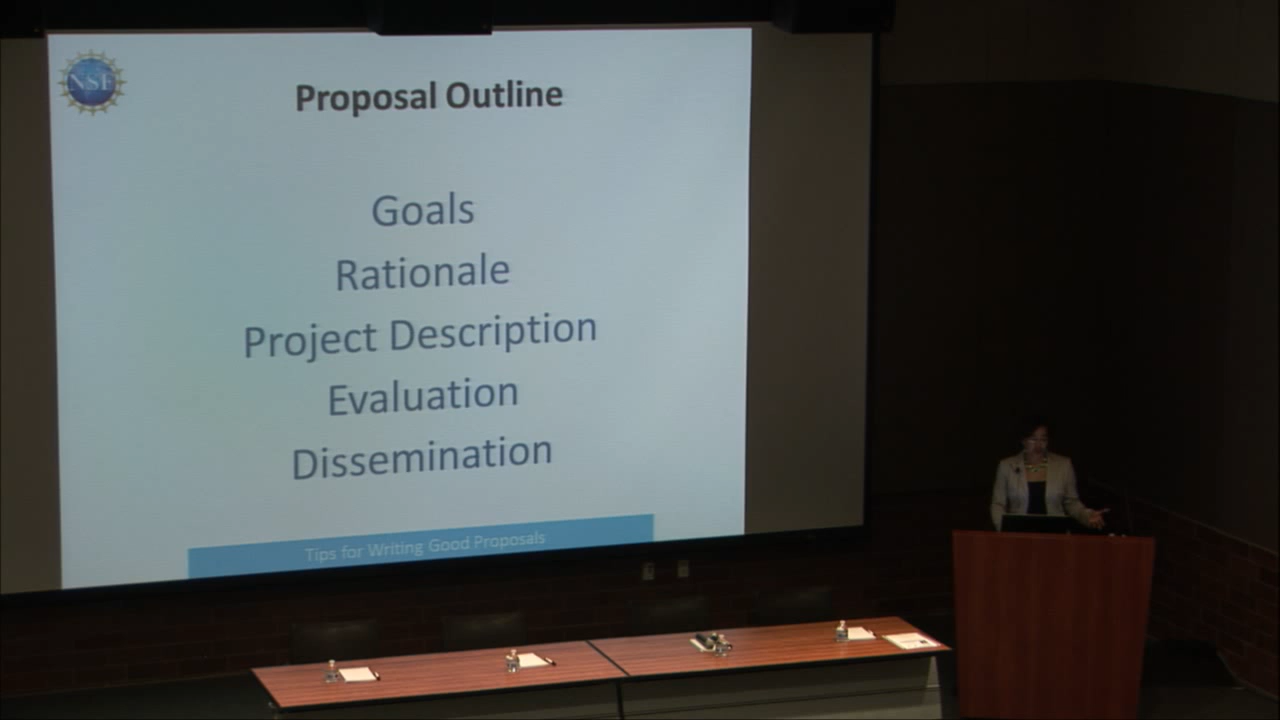 NSF
Proposal Outline
Goals
Rationale
Project Description
Evaluation
Dissemination
Tips for Writing Good Proposals